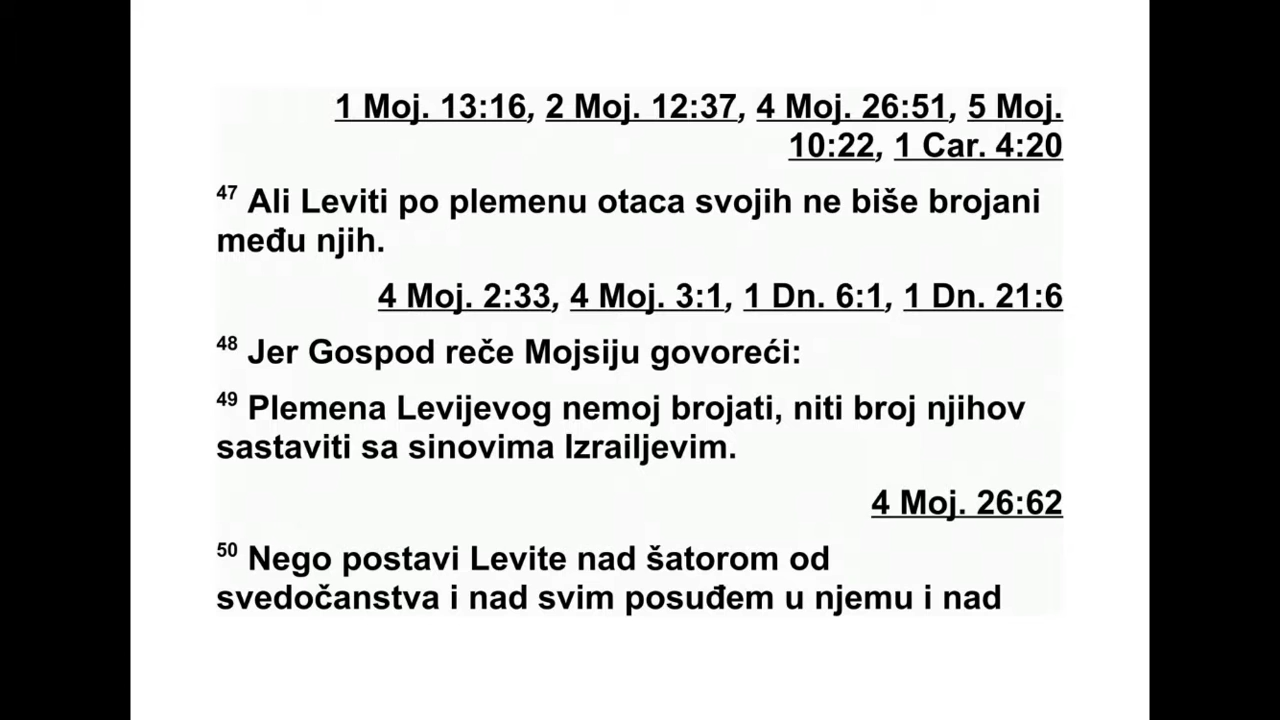 1 Moj. 13:16, 2 Moj. 12:37, 4 Moj. 26:51, 5 Moj.
10:22, 1 Car. 4:20
47 Ali Leviti po plemenu otaca svojih ne biše brojani
među njih.
4 Moj. 2:33, 4 Moj. 3:1, 1 Dn. 6:1, 1 Dn. 21:6
48 Jer Gospod reče Mojsiju govoreći:
49 Plemena Levijevog nemoj brojati, niti broj njihov
sastaviti sa sinovima Izrailjevim.
4 Moj. 26:62
50 Nego postavi Levite nad šatorom od
svedočanstva i nad svim posuđem u njemu i nad